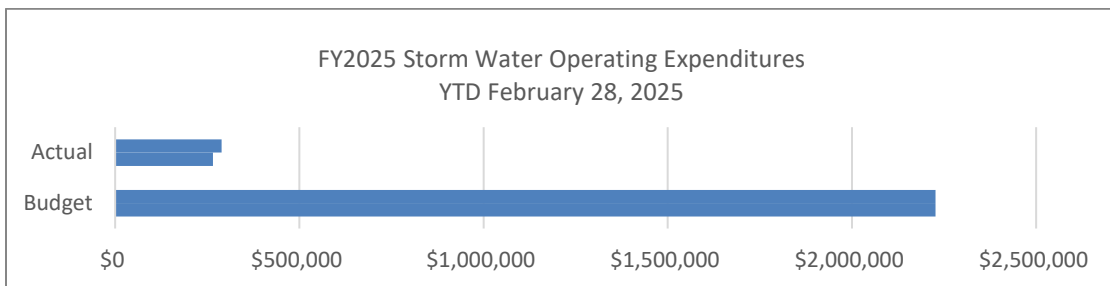 FY2025 Storm Water Operating Expenditures
YTD February 28, 2025
Actual
Budget
$0 $500,000 $1,000,000 $1,500,000 $2,000,000 $2,500,000